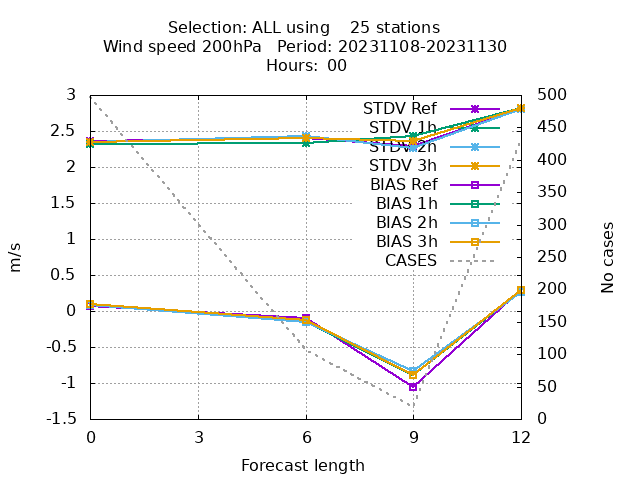 Selection: ALL using    25 stations
Wind speed 200hPa   Period: 20231108-20231130
Hours:  00
3
2.5
2
1.5
1
0.5
0
-0.5
-1
-1.5
500
450
400
350
300
250
200
150
100
50
0
STDV Ref
STDV 1h
STDV 2h
STDV 3h
BIAS Ref
BIAS 1h
BIAS 2h
BIAS 3h
CASES
m/s
No cases
0
3
6
9
12
Forecast length